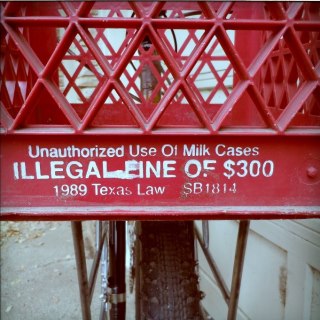 Unauthorized Use Of Milk Cases
ILLEGAL-FINE OF $300
1989 Texas Law SB1814